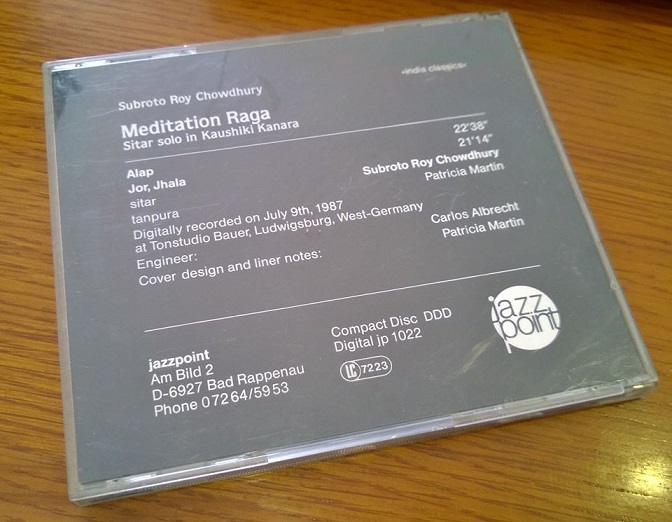 «indis classics»
Subroto Roy Chowdhury
Meditation Raga
Sitar solo in Kaushiki Kanara
Alap 22'38"
Jor, Jhala 21'14"
sitar Subroto Roy Chowdhury
tanpura Patricia Martin
Digitally recorded on July 9th, 1987
at Tonstudio Bauer, Ludwigsburg, West-Germany
Engineer: Carlos Albrecht
Cover design and liner notes: Patricia Martin
jazzpoint
Am Bild 2
D-6927 Bad Rappenau
Phone 07264/5953
Compact Disc DDD
Digital jp 1022
LC 7223
jazz
point